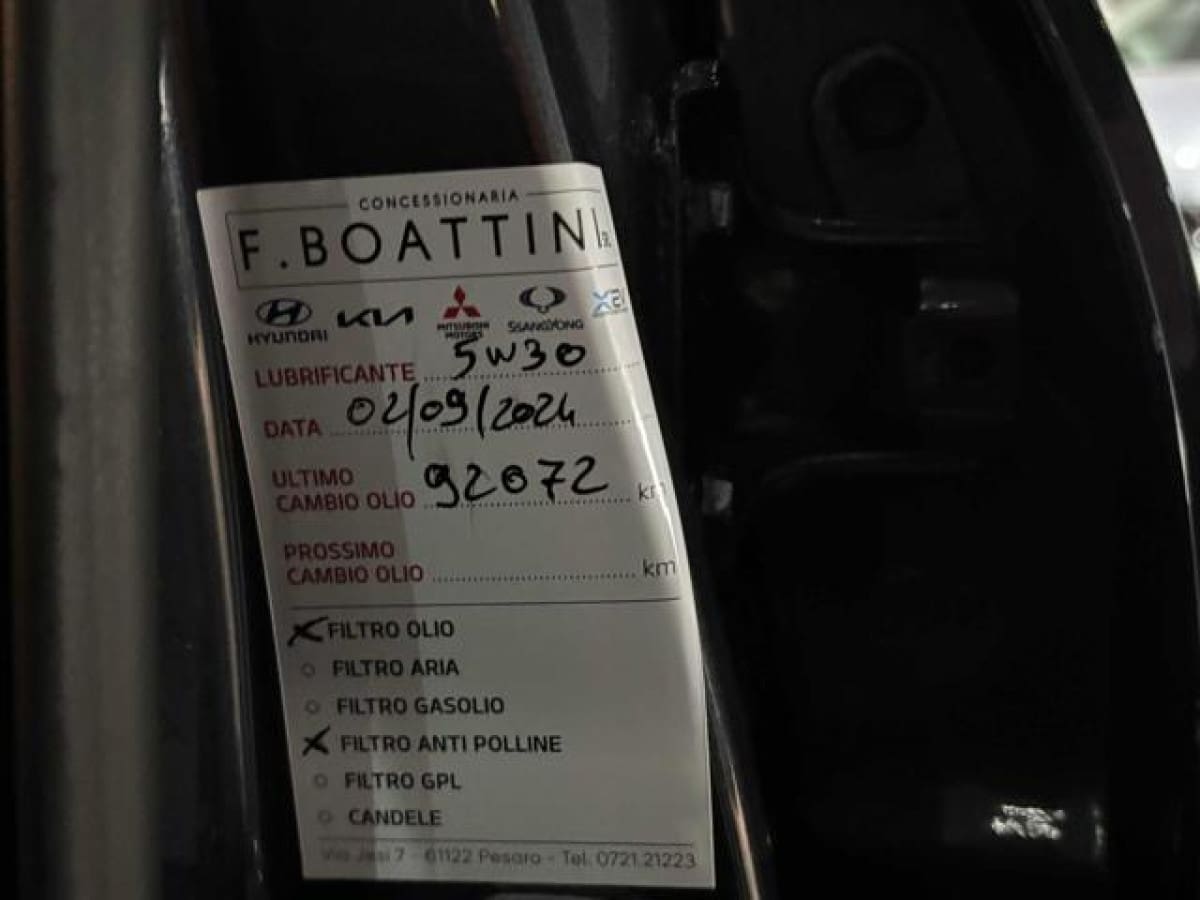 CONCESSIONARIA
F.BOATTINI
HYUNDAI KIA MITSUBISHI MOTORS SSANGYONG
LUBRIFICANTE 5W30
DATA 02/09/2024
ULTIMO
CAMBIO OLIO 92072 km
PROSSIMO
CAMBIO OLIO km
FILTRO OLIO
FILTRO ARIA
FILTRO GASOLIO
FILTRO ANTI POLLINE
FILTRO GPL
CANDELE
Via Jesi 7 - 61122 Pesaro - Tel. 0721.21223